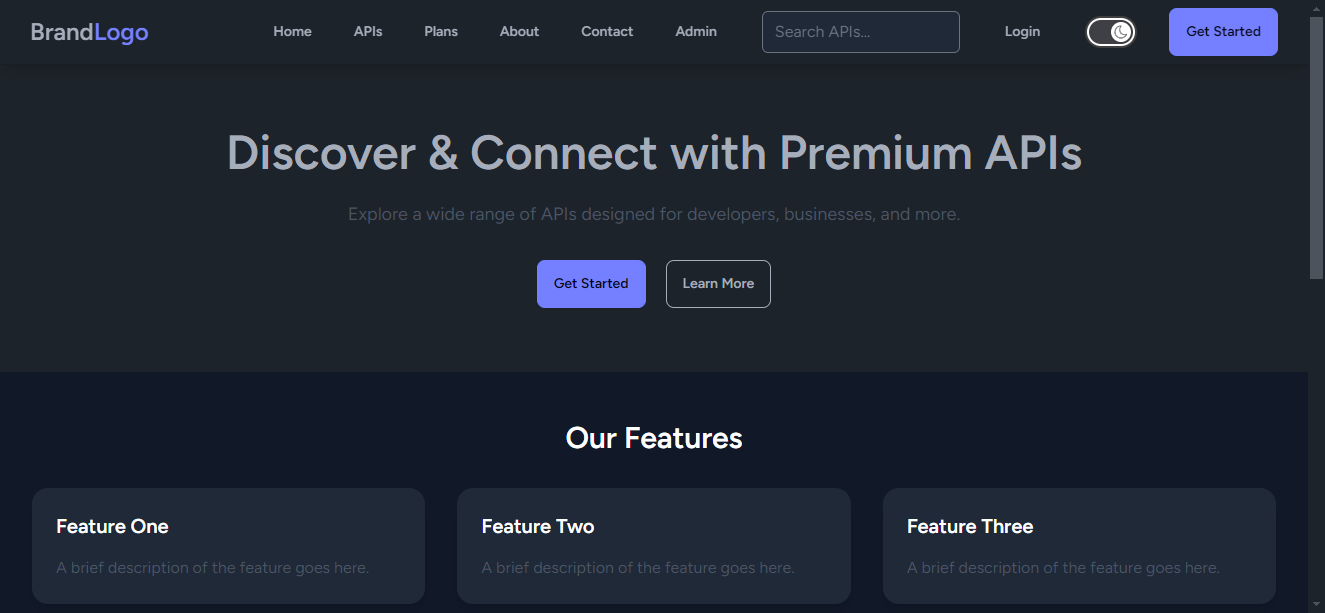 BrandLogo Home APIs Plans About Contact Admin Search APIs... Login Get Started
Discover & Connect with Premium APIs
Explore a wide range of APIs designed for developers, businesses, and more.
Get Started Learn More
Our Features
Feature One Feature Two Feature Three
A brief description of the feature goes here. A brief description of the feature goes here. A brief description of the feature goes here.